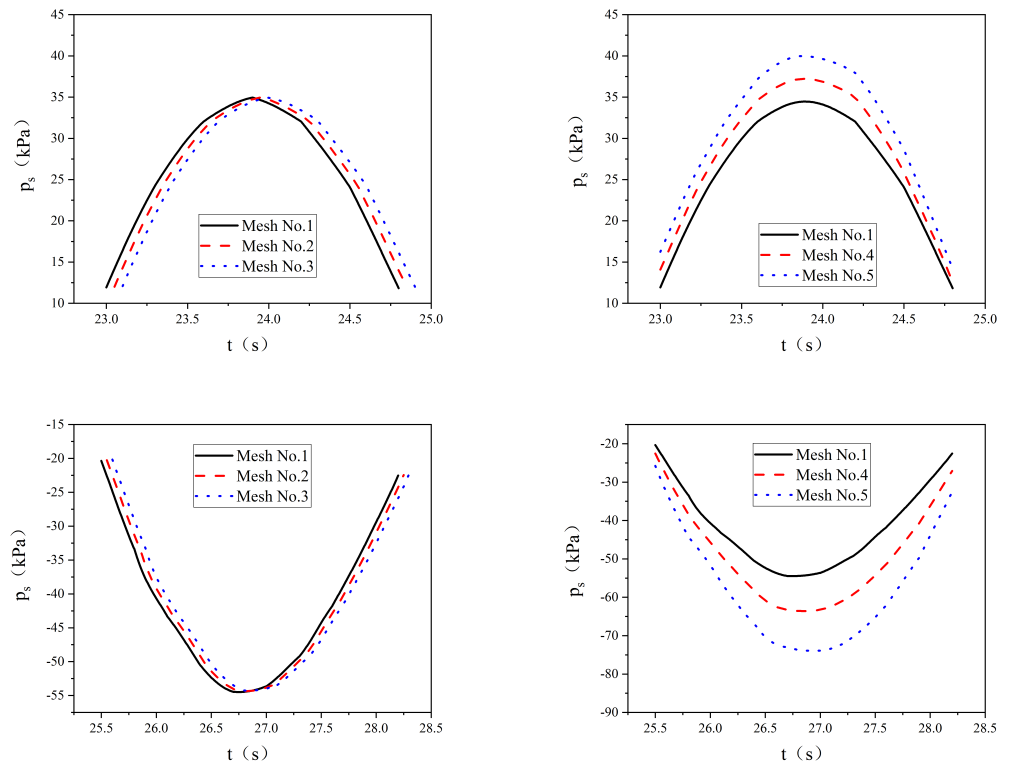 45
40
35
30
25
20
15
10
pₛ（kPa）
Mesh No.1
Mesh No.2
Mesh No.3
23.0 23.5 24.0 24.5 25.0
t（s）
45
40
35
30
25
20
15
10
pₛ（kPa）
Mesh No.1
Mesh No.4
Mesh No.5
23.0 23.5 24.0 24.5 25.0
t（s）
-15
-20
-25
-30
-35
-40
-45
-50
-55
pₛ（kPa）
Mesh No.1
Mesh No.2
Mesh No.3
25.5 26.0 26.5 27.0 27.5 28.0 28.5
t（s）
-20
-30
-40
-50
-60
-70
-80
-90
pₛ（kPa）
Mesh No.1
Mesh No.4
Mesh No.5
25.5 26.0 26.5 27.0 27.5 28.0 28.5
t（s）